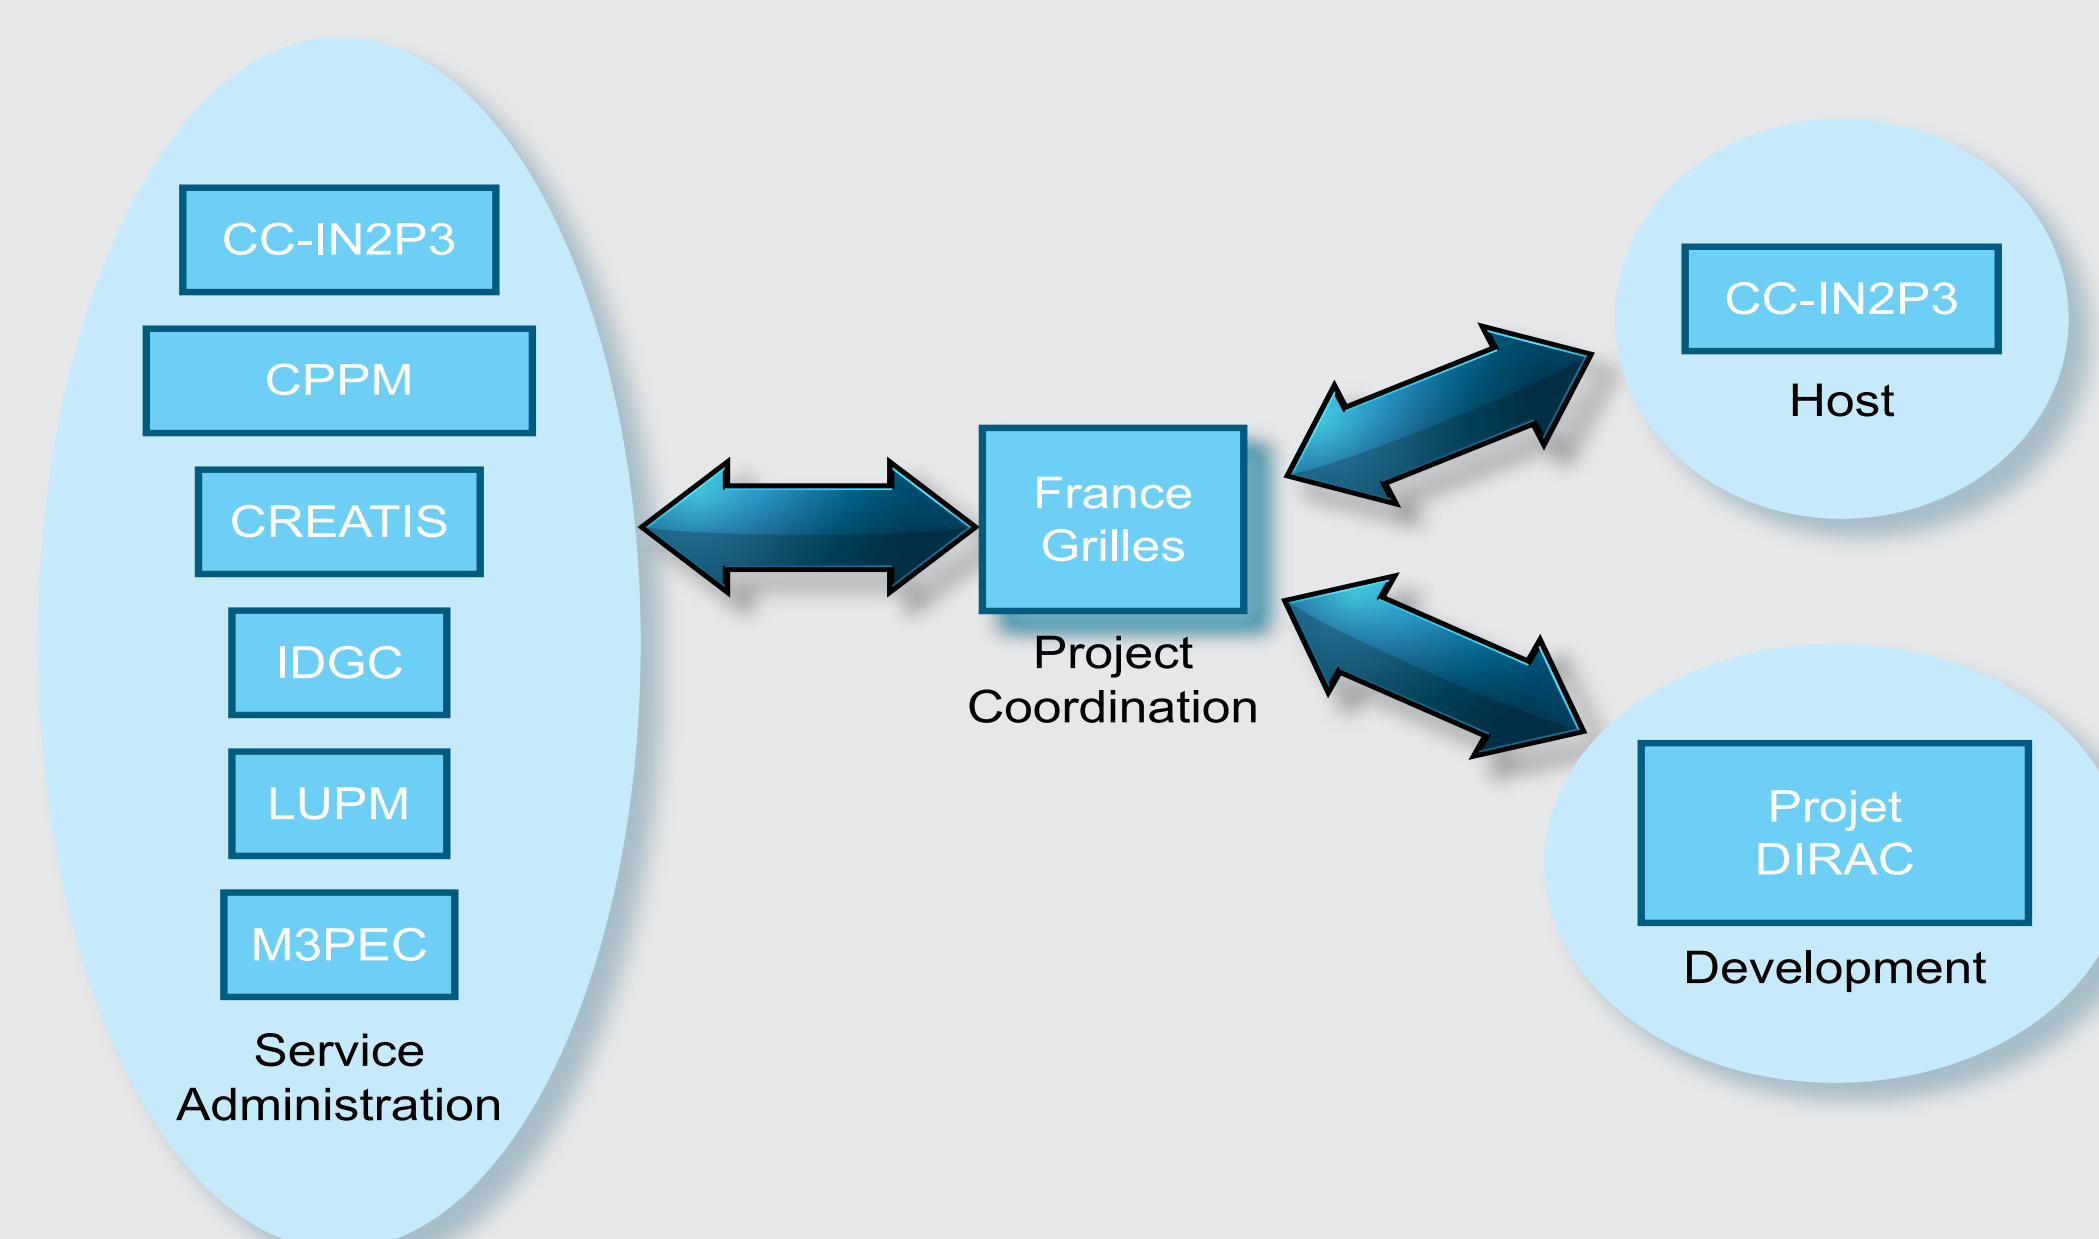 CC-IN2P3
CPPM
CREATIS
IDGC
LUPM
M3PEC
Service
Administration
France
Grilles
Project
Coordination
CC-IN2P3
Host
Projet
DIRAC
Development